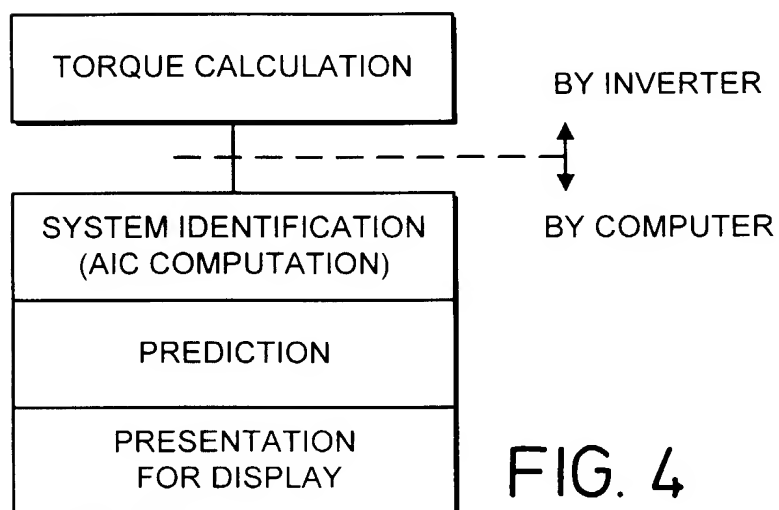 TORQUE CALCULATION
BY INVERTER
BY COMPUTER
SYSTEM IDENTIFICATION
(AIC COMPUTATION)
PREDICTION
PRESENTATION
FOR DISPLAY
FIG. 4